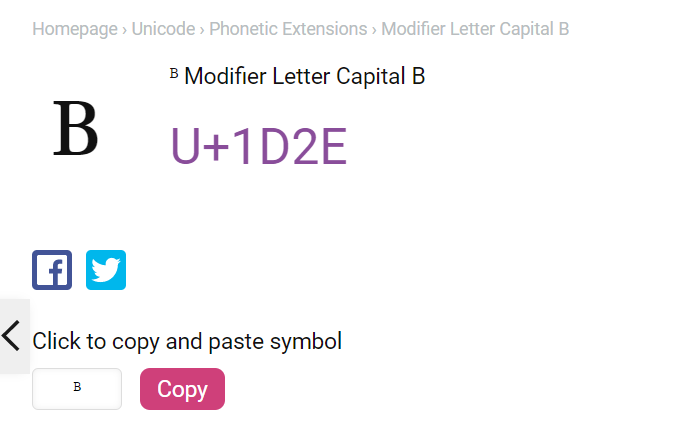 Homepage › Unicode › Phonetic Extensions › Modifier Letter Capital B
ᴮ Modifier Letter Capital B
ᴮ
U+1D2E
Click to copy and paste symbol
ᴮ
Copy